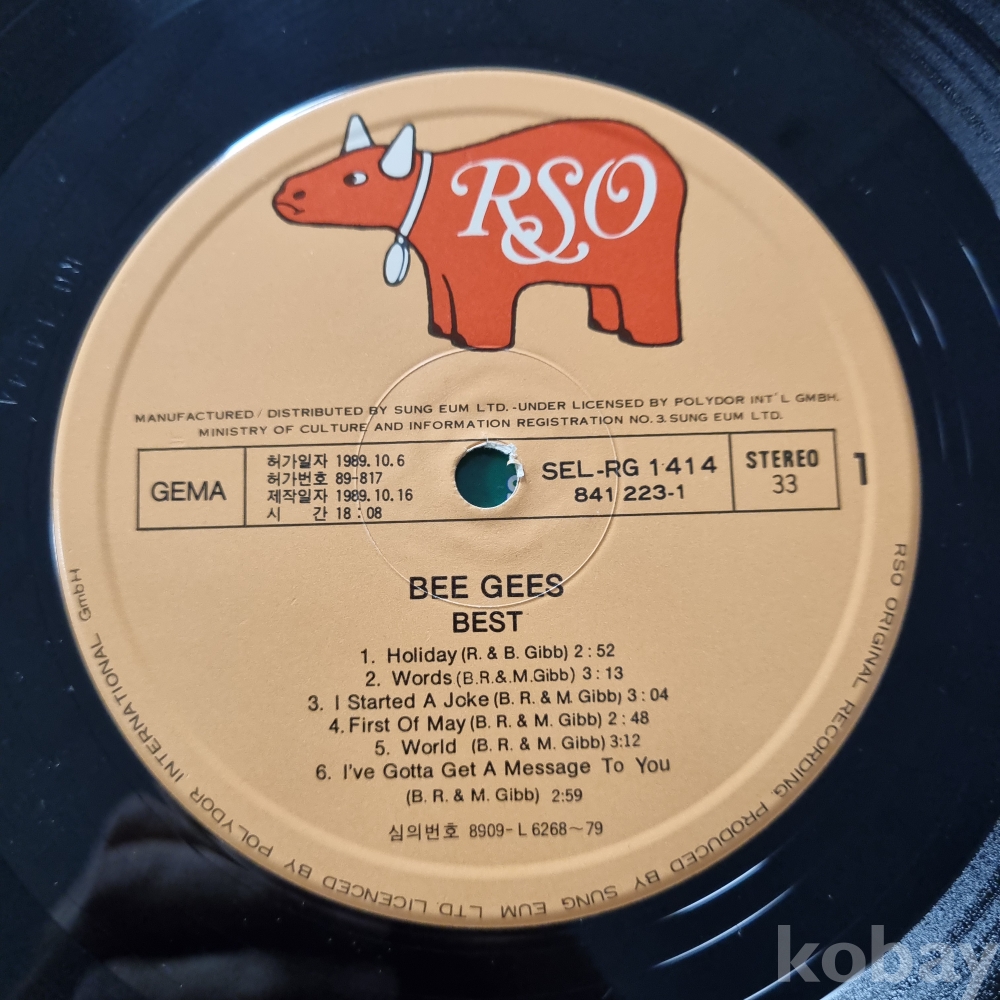 RSO
MANUFACTURED / DISTRIBUTED BY SUNG EUM LTD. -UNDER LICENSED BY POLYDOR INT'L GMBH.
MINISTRY OF CULTURE AND INFORMATION REGISTRATION NO. 3. SUNG EUM LTD.
GEMA
허가일자 1989.10.6
허가번호 89-817
제작일자 1989.10.16
시 간 18:08
SEL-RG 1414
841 223-1
STEREO
33
1
BEE GEES
BEST
1. Holiday (R. & B. Gibb) 2:52
2. Words (B.R.&.M.Gibb) 3:13
3. I Started A Joke (B. R. & M. Gibb) 3:04
4. First Of May (B. R. & M. Gibb) 2:48
5. World (B. R. & M. Gibb) 3:12
6. I've Gotta Get A Message To You
(B. R. & M. Gibb) 2:59
심의번호 8909-L 6268~79
RSO ORIGINAL RECORDING. PRODUCED BY SUNG EUM LTD. LICENCED BY POLYDOR INTERNATIONAL GmbH
kobay